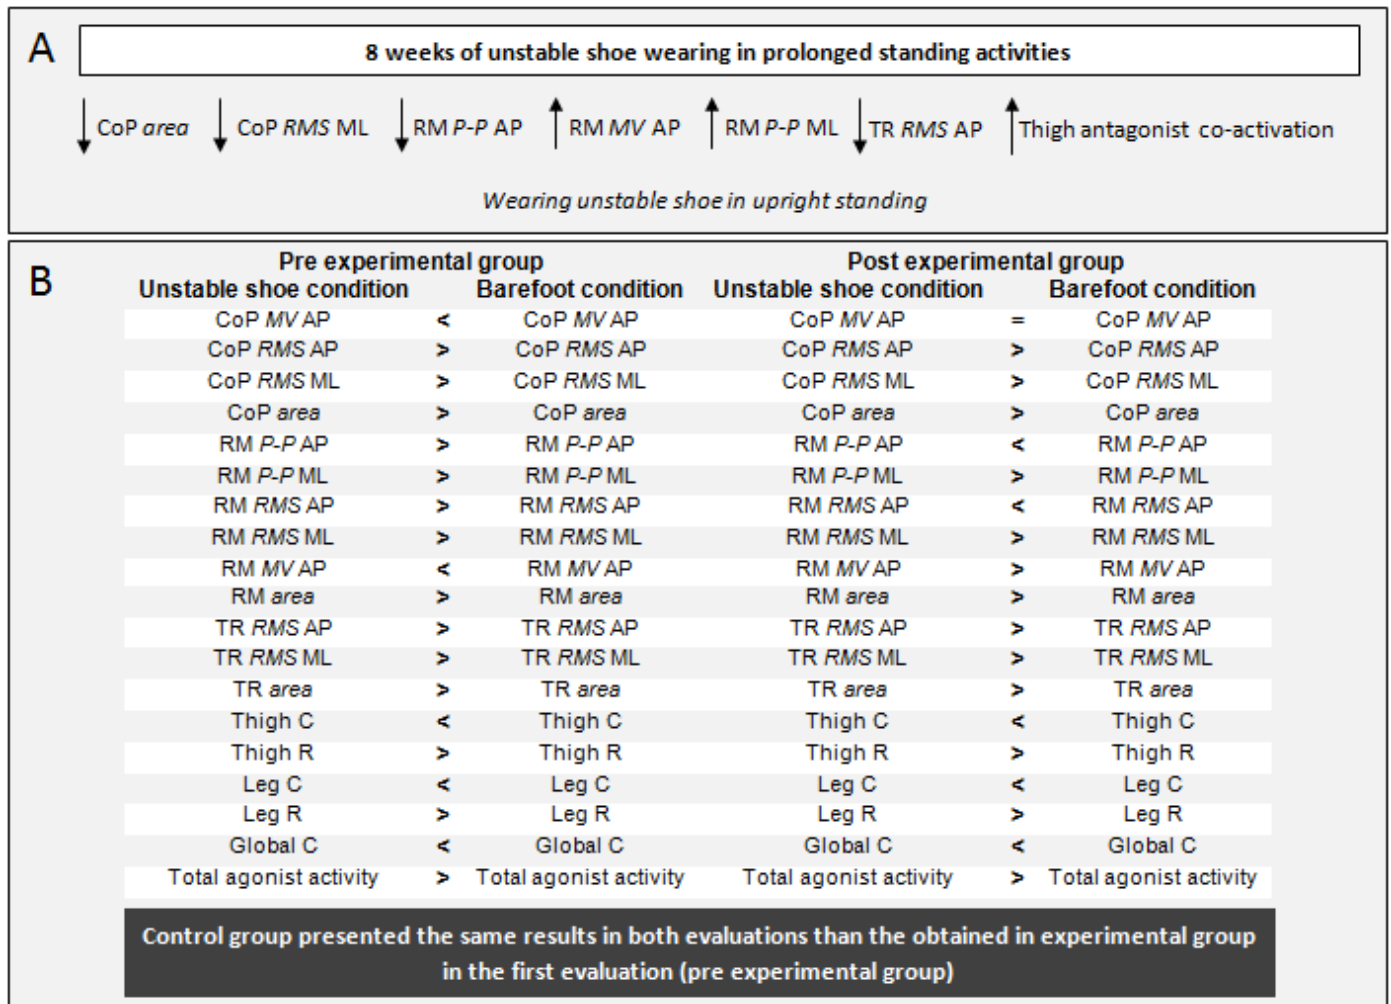 A
8 weeks of unstable shoe wearing in prolonged standing activities
CoP area CoP RMS ML RM P-P AP RM MV AP RM P-P ML TR RMS AP Thigh antagonist co-activation
Wearing unstable shoe in upright standing
B
Pre experimental group Post experimental group
Unstable shoe condition Barefoot condition Unstable shoe condition Barefoot condition
CoP MV AP < CoP MV AP CoP MV AP = CoP MV AP
CoP RMS AP > CoP RMS AP CoP RMS AP > CoP RMS AP
CoP RMS ML > CoP RMS ML CoP RMS ML > CoP RMS ML
CoP area > CoP area CoP area > CoP area
RM P-P AP > RM P-P AP RM P-P AP < RM P-P AP
RM P-P ML > RM P-P ML RM P-P ML > RM P-P ML
RM RMS AP > RM RMS AP RM RMS AP < RM RMS AP
RM RMS ML > RM RMS ML RM RMS ML > RM RMS ML
RM MV AP < RM MV AP RM MV AP > RM MV AP
RM area > RM area RM area > RM area
TR RMS AP > TR RMS AP TR RMS AP > TR RMS AP
TR RMS ML > TR RMS ML TR RMS ML > TR RMS ML
TR area > TR area TR area > TR area
Thigh C < Thigh C Thigh C < Thigh C
Thigh R > Thigh R Thigh R > Thigh R
Leg C < Leg C Leg C < Leg C
Leg R > Leg R Leg R > Leg R
Global C < Global C Global C < Global C
Total agonist activity > Total agonist activity Total agonist activity > Total agonist activity
Control group presented the same results in both evaluations than the obtained in experimental group
in the first evaluation (pre experimental group)